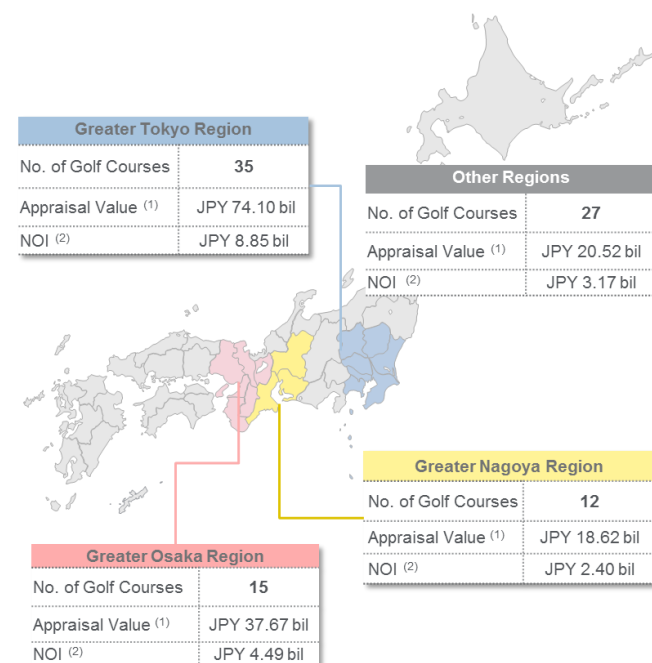 Greater Tokyo Region
No. of Golf Courses 35
Appraisal Value (1) JPY 74.10 bil
NOI (2) JPY 8.85 bil
Other Regions
No. of Golf Courses 27
Appraisal Value (1) JPY 20.52 bil
NOI (2) JPY 3.17 bil
Greater Nagoya Region
No. of Golf Courses 12
Appraisal Value (1) JPY 18.62 bil
NOI (2) JPY 2.40 bil
Greater Osaka Region
No. of Golf Courses 15
Appraisal Value (1) JPY 37.67 bil
NOI (2) JPY 4.49 bil